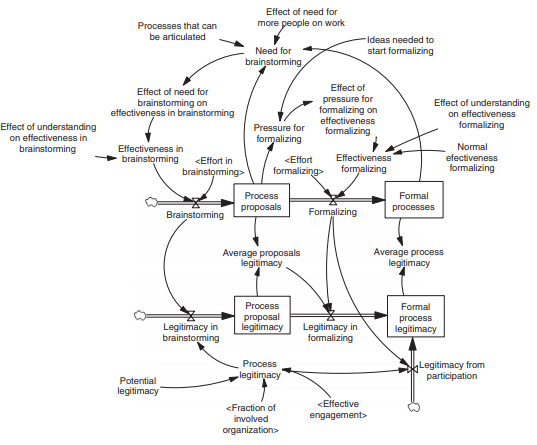 Effect of need for
more people on work
Processes that can
be articulated
Ideas needed to
start formalizing
Need for
brainstorming
Effect of need for
brainstorming on
effectiveness in brainstorming
Effect of
pressure for
formalizing on
effectiveness
formalizing
Effect of understanding
on effectiveness
formalizing
Effect of understanding
on effectiveness in
brainstorming
Pressure for
formalizing
Effectiveness in
brainstorming
<Effort in
brainstorming>
<Effort
formalizing>
Effectiveness
formalizing
Normal
efectiveness
formalizing
Process
proposals
Formal
processes
Brainstorming
Formalizing
Average proposals
legitimacy
Average process
legitimacy
Process
proposal
legitimacy
Formal
process
legitimacy
Legitimacy in
brainstorming
Legitimacy in
formalizing
Process
legitimacy
Legitimacy from
participation
Potential
legitimacy
<Fraction of
involved
organization>
<Effective
engagement>